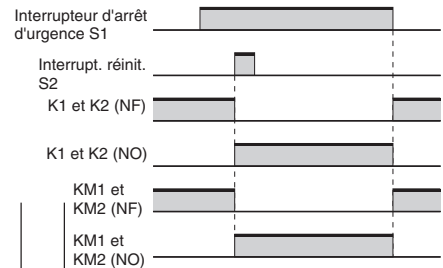 Interrupteur d'arrêt
d'urgence S1
Interrupt. réinit.
S2
K1 et K2 (NF)
K1 et K2 (NO)
KM1 et
KM2 (NF)
KM1 et
KM2 (NO)